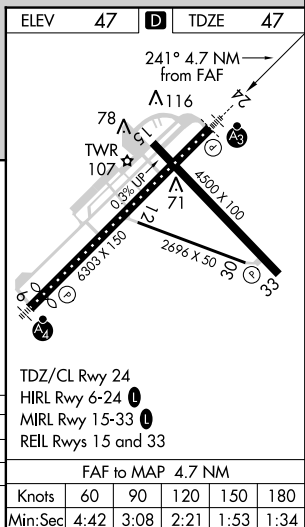 ELEV 47 D TDZE 47
241° 4.7 NM
from FAF
24
116
78
A3
P
15
TWR
107
0.3% UP
71
4500 X 100
12
6303 X 150
2696 X 50
30
P
33
P
6
A4
TDZ/CL Rwy 24
HIRL Rwy 6-24 L
MIRL Rwy 15-33 L
REIL Rwys 15 and 33
FAF to MAP 4.7 NM
Knots 60 90 120 150 180
Min:Sec 4:42 3:08 2:21 1:53 1:34